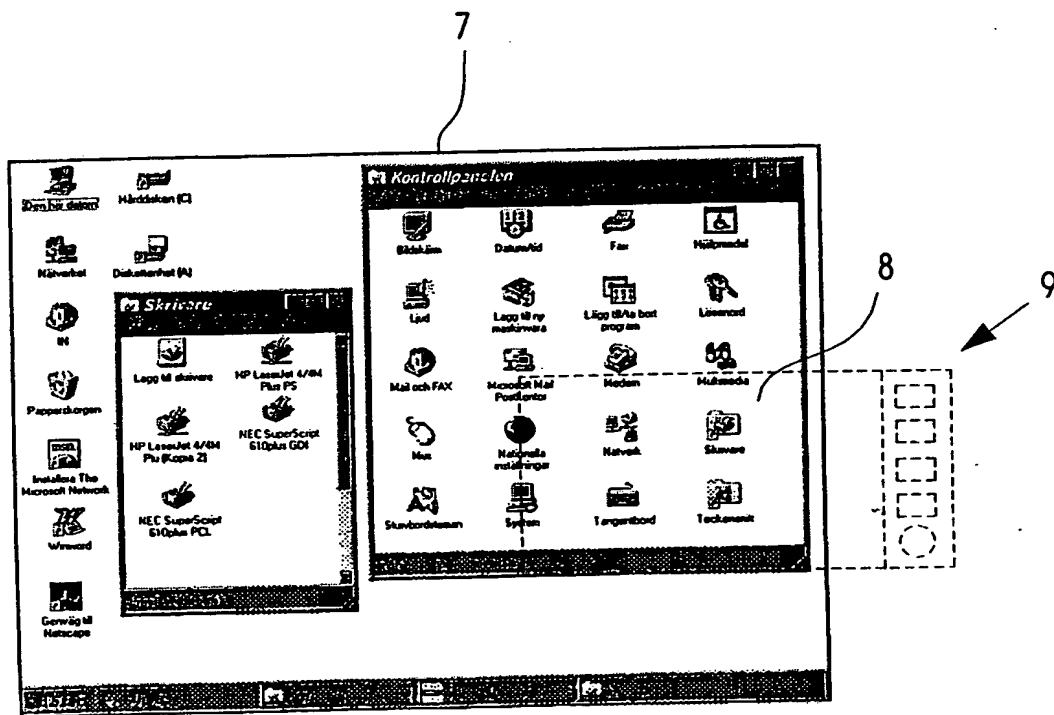 7
8
9
Den här datorn
Hårddisken (C)
Nätverket
Diskettenhet (A)
IN
Papperskorgen
Installera The
Microsoft Network
Winword
Genväg till
Netscape
Skrivare
Lägg till skrivare
HP LaserJet 4/4M
Plus PS
HP LaserJet 4/4M
Plu (Kopia 2)
NEC SuperScript
610plus GDI
NEC SuperScript
610plus PCL
Kontrollpanelen
Bildskärm
Datum/tid
Fax
Hjälpmedel
Ljud
Lägg till ny
maskinvara
Lägg till/ta bort
program
Lösenord
Mail och FAX
Microsoft Mail
Postkontor
Modem
Multimedia
Mus
Nationella
inställningar
Nätverk
Skrivare
Skrivbordsteman
System
Tangentbord
Teckensnitt